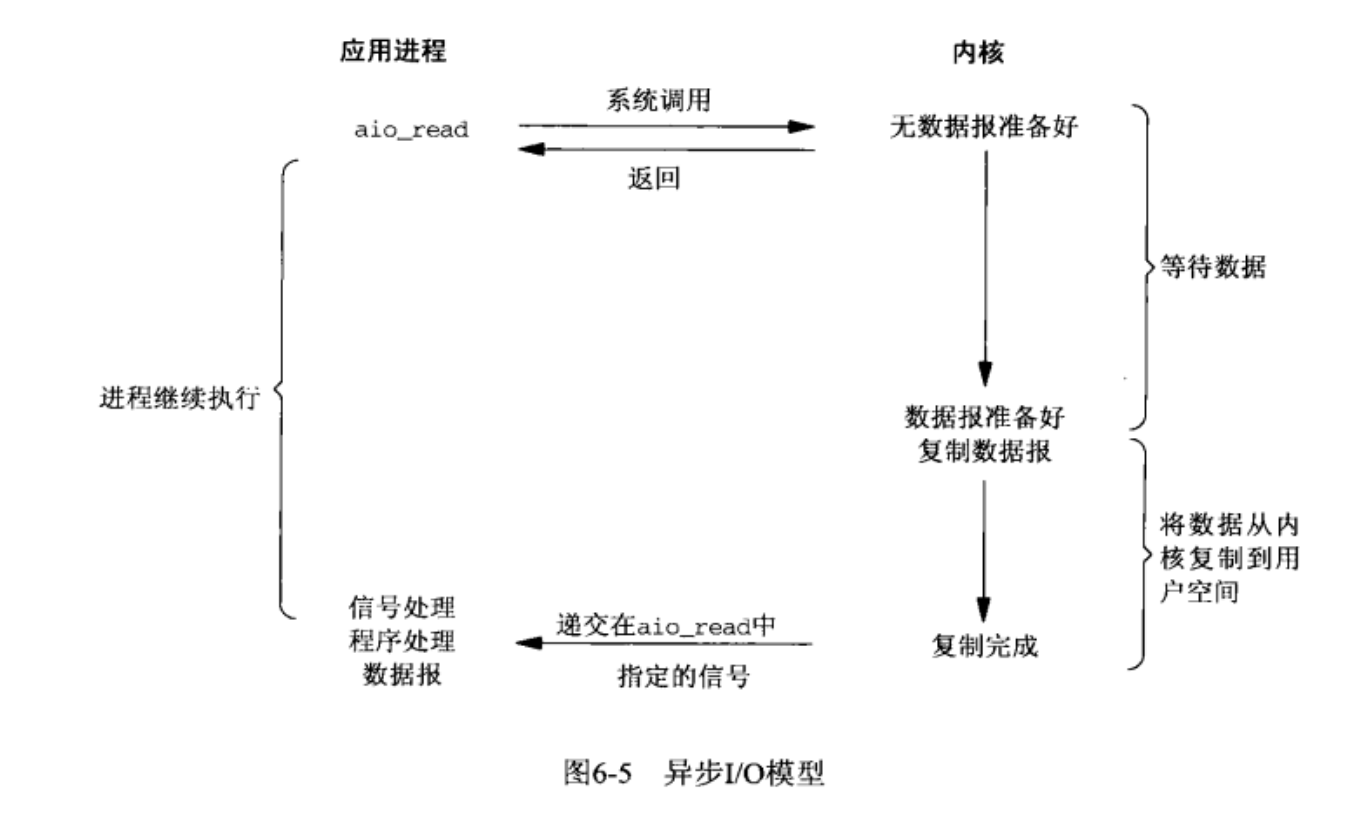 应用进程
内核
系统调用
aio_read
无数据报准备好
返回
等待数据
进程继续执行
数据报准备好
复制数据报
将数据从内
核复制到用
户空间
信号处理
程序处理
数据报
递交在aio_read中
指定的信号
复制完成
图6-5 异步I/O模型